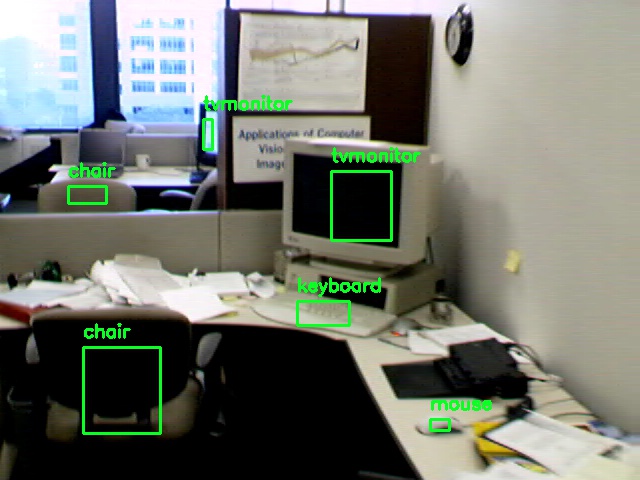 tvmonitor
Applications of Computer
tvmonitor
Visio
Imag
chair
keyboard
chair
mouse